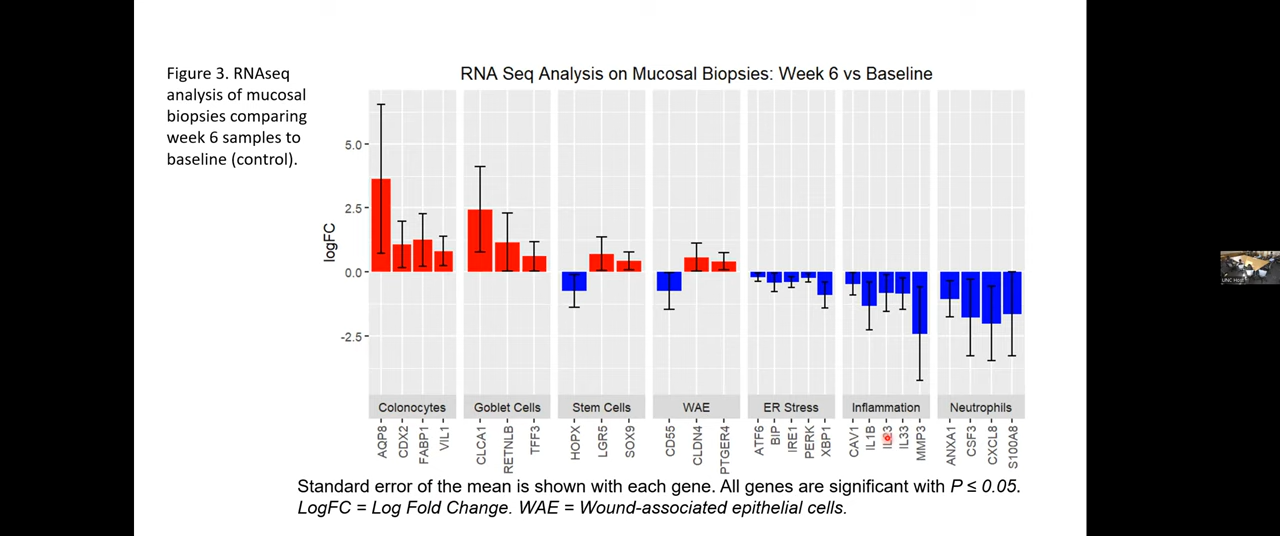 Figure 3. RNAseq
analysis of mucosal
biopsies comparing
week 6 samples to
baseline (control).
RNA Seq Analysis on Mucosal Biopsies: Week 6 vs Baseline
logFC
5.0
2.5
0.0
-2.5
Colonocytes
Goblet Cells
Stem Cells
WAE
ER Stress
Inflammation
Neutrophils
AQP8
CDX2
FABP1
VIL1
CLCA1
RETNLB
TFF3
HOPX
LGR5
SOX9
CD55
CLDN4
PTGER4
ATF6
BIP
IRE1
PERK
XBP1
CAV1
IL1B
IL33
MMP3
ANXA1
CSF3
CXCL8
S100A8
Standard error of the mean is shown with each gene. All genes are significant with P ≤ 0.05.
LogFC = Log Fold Change. WAE = Wound-associated epithelial cells.
UNC Host